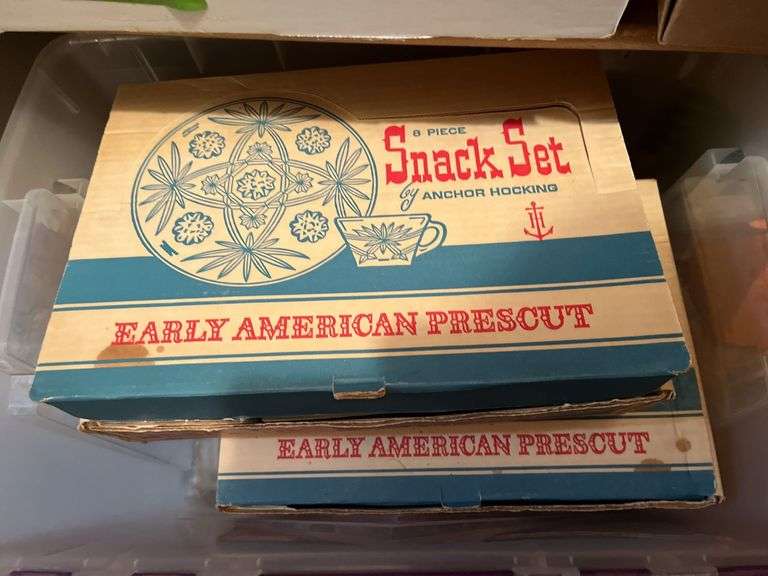 8 PIECE
Snack Set
by ANCHOR HOCKING
EARLY AMERICAN PRESCUT
EARLY AMERICAN PRESCUT